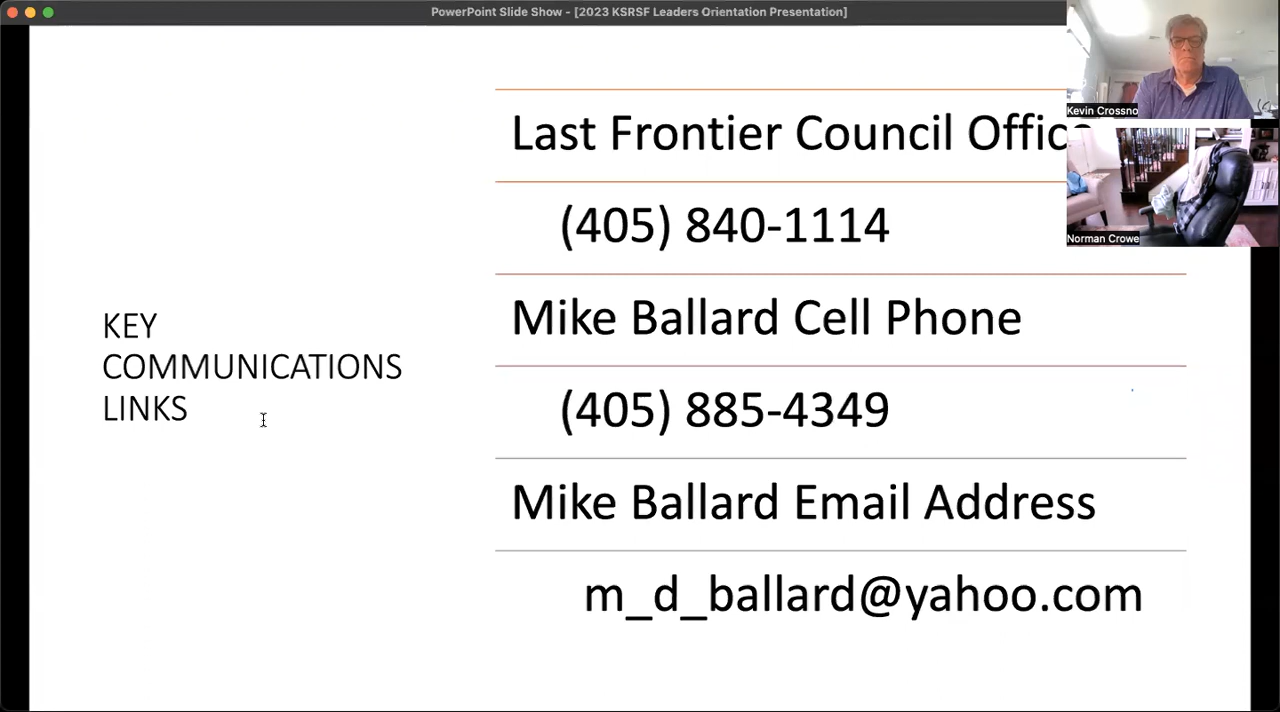 PowerPoint Slide Show - [2023 KSRSF Leaders Orientation Presentation]
Kevin Crossno
Norman Crowe
KEY
COMMUNICATIONS
LINKS
Last Frontier Council Offic
(405) 840-1114
Mike Ballard Cell Phone
(405) 885-4349
Mike Ballard Email Address
m_d_ballard@yahoo.com